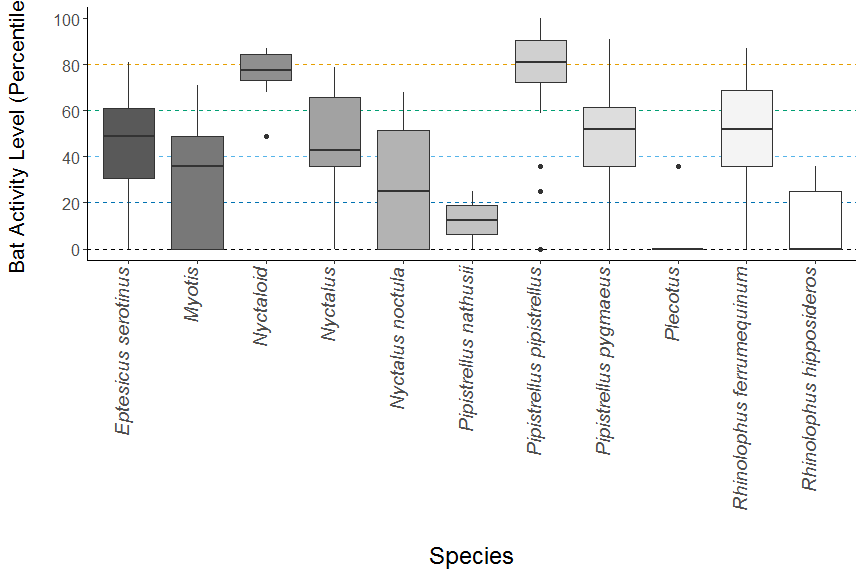 Bat Activity Level (Percentile
100
80
60
40
20
0
Eptesicus serotinus
Myotis
Nyctaloid
Nyctalus
Nyctalus noctula
Pipistrellus nathusii
Pipistrellus pipistrellus
Pipistrellus pygmaeus
Plecotus
Rhinolophus ferrumequinum
Rhinolophus hipposideros
Species